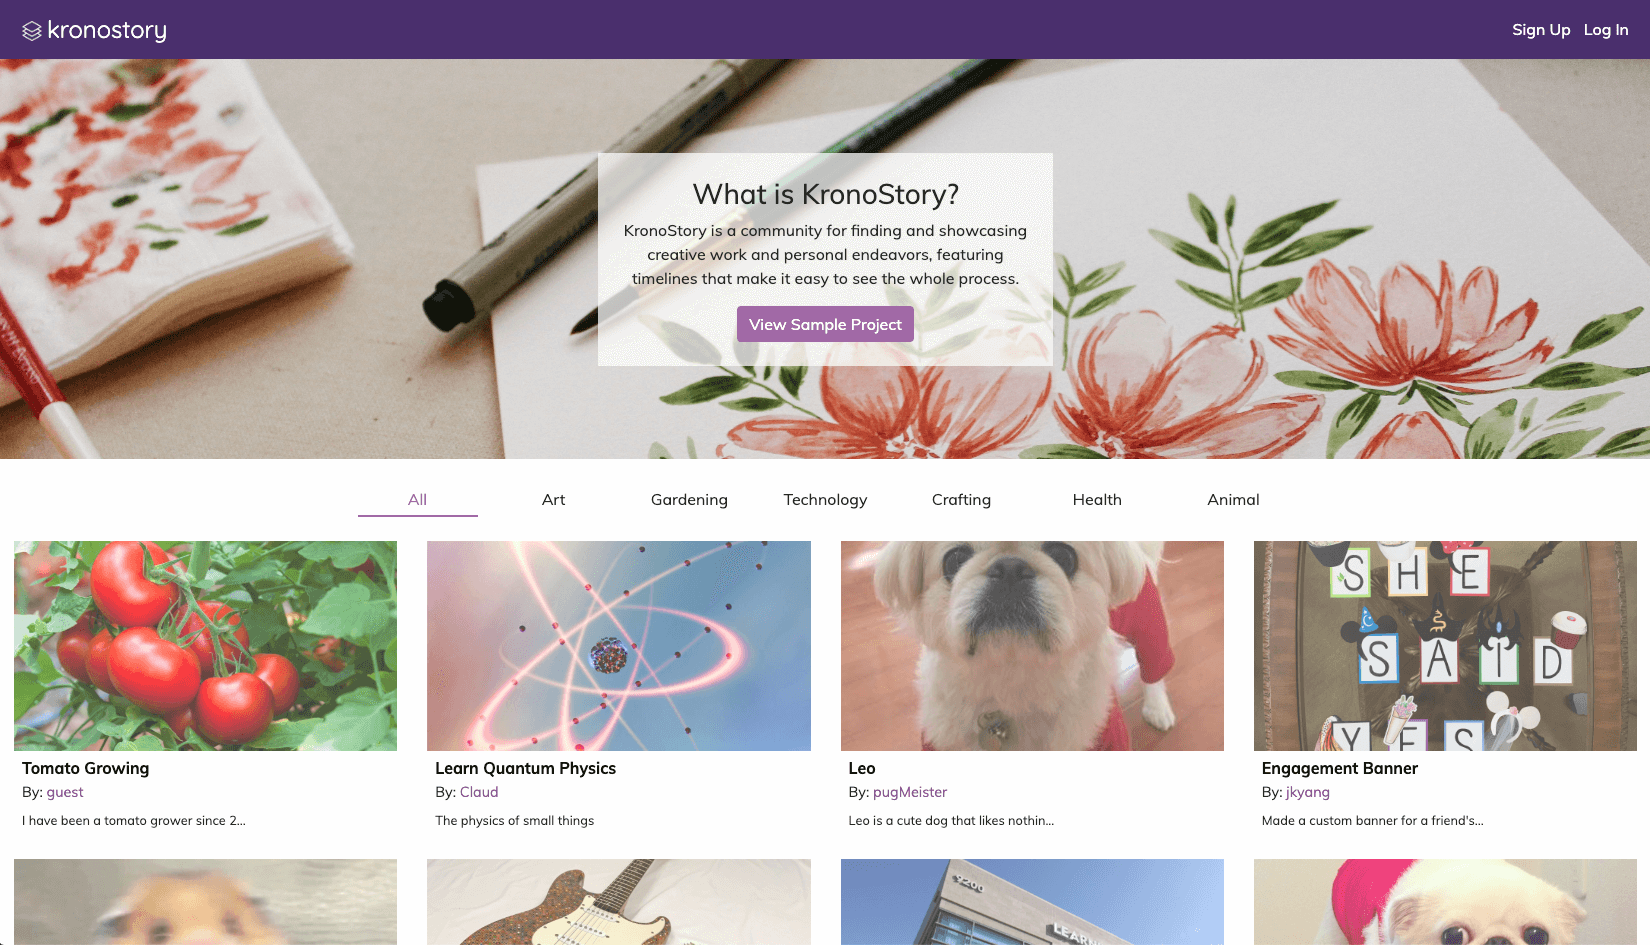 kronostory
Sign Up Log In
What is KronoStory?
KronoStory is a community for finding and showcasing
creative work and personal endeavors, featuring
timelines that make it easy to see the whole process.
View Sample Project
All Art Gardening Technology Crafting Health Animal
SHE
SAID
YES
Tomato Growing
By: guest
I have been a tomato grower since 2...
Learn Quantum Physics
By: Claud
The physics of small things
Leo
By: pugMeister
Leo is a cute dog that likes nothin...
Engagement Banner
By: jkyang
Made a custom banner for a friend's...
9200
LEARN